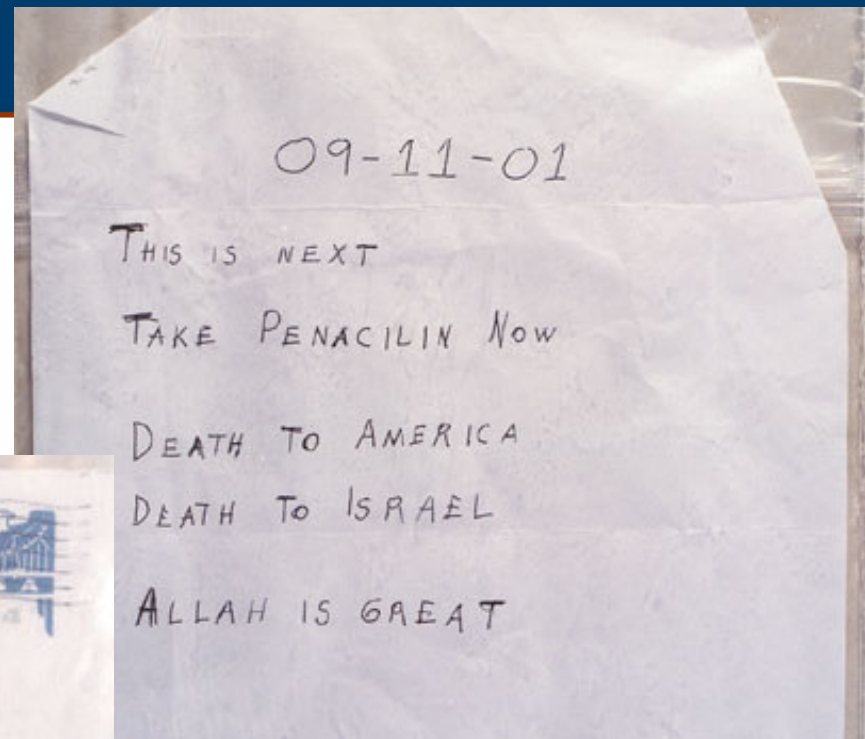 09-11-01
THIS IS NEXT
TAKE PENACILIN NOW
DEATH TO AMERICA
DEATH TO ISRAEL
ALLAH IS GREAT